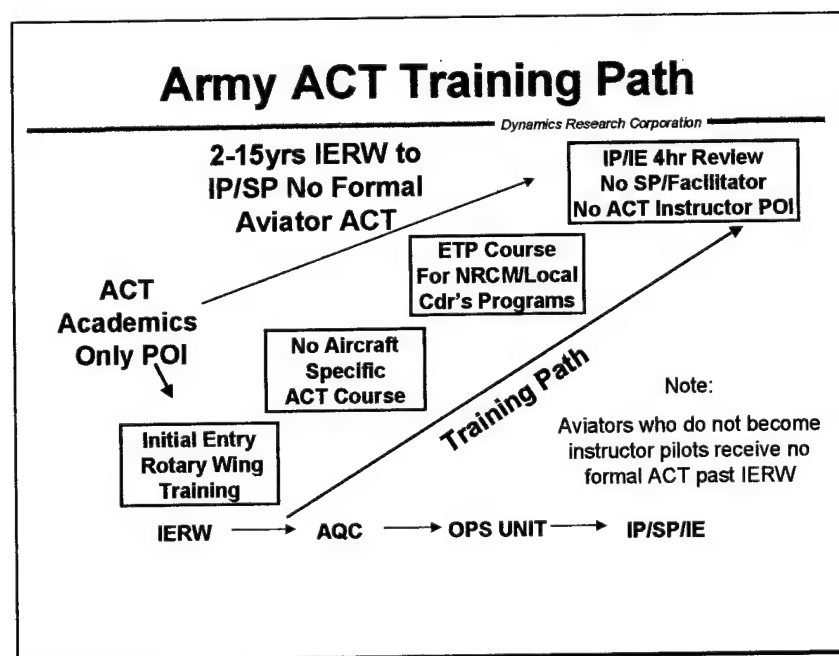 Army ACT Training Path
Dynamics Research Corporation
2-15yrs IERW to
IP/SP No Formal
Aviator ACT
IP/IE 4hr Review
No SP/Facilitator
No ACT Instructor POI
ETP Course
For NRCM/Local
Cdr's Programs
ACT
Academics
Only POI
No Aircraft
Specific
ACT Course
Training Path
Note:
Aviators who do not become
instructor pilots receive no
formal ACT past IERW
Initial Entry
Rotary Wing
Training
IERW AQC OPS UNIT IP/SP/IE